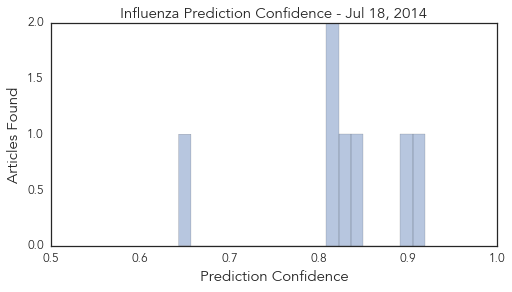 Influenza Prediction Confidence - Jul 18, 2014
2.0
1.5
1.0
0.5
0.0
Articles Found
0.5 0.6 0.7 0.8 0.9 1.0
Prediction Confidence